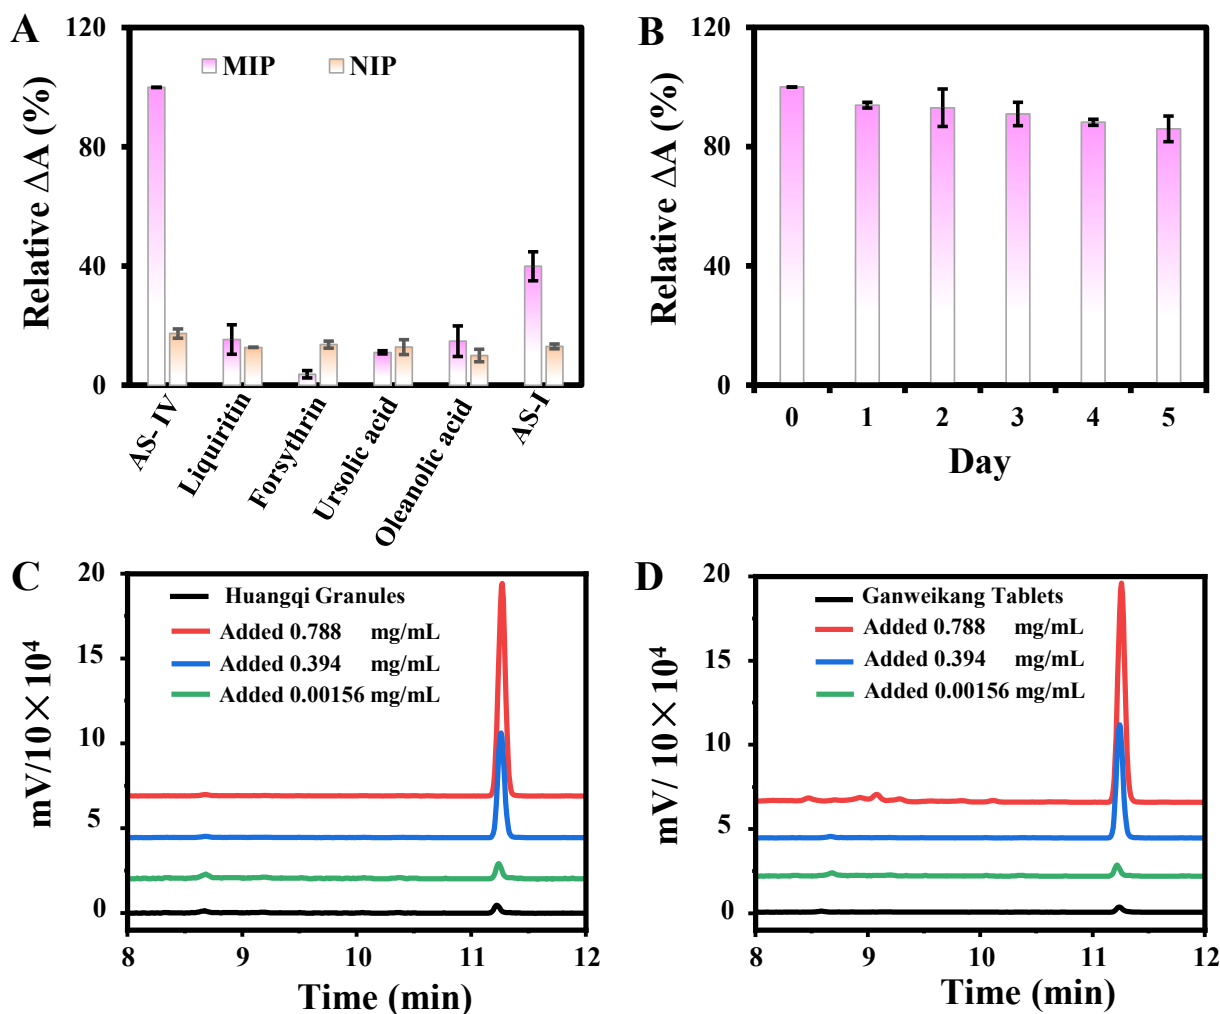 A
120
80
40
0
Relative ΔA (%)
MIP
NIP
AS- IV
Liquiritin
Forsythrin
Ursolic acid
Oleanolic acid
AS-I
B
120
80
40
0
Relative ΔA (%)
0 1 2 3 4 5
Day
C
20
15
10
5
0
mV/10×10⁴
Huangqi Granules
Added 0.788 mg/mL
Added 0.394 mg/mL
Added 0.00156 mg/mL
8 9 10 11 12
Time (min)
D
20
15
10
5
0
mV/ 10×10⁴
Ganweikang Tablets
Added 0.788 mg/mL
Added 0.394 mg/mL
Added 0.00156 mg/mL
8 9 10 11 12
Time (min)